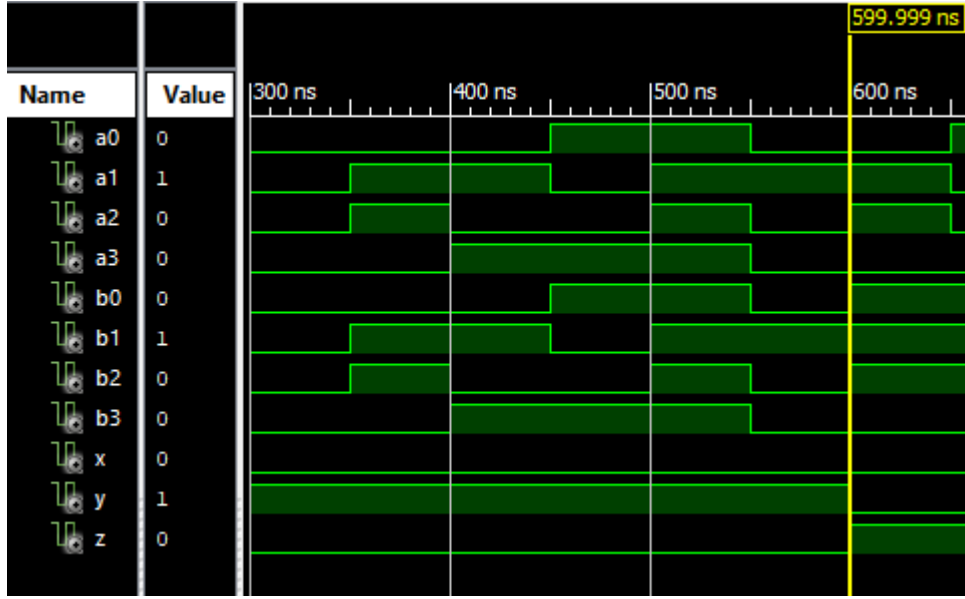 599.999 ns
Name Value 300 ns 400 ns 500 ns 600 ns
a0 0
a1 1
a2 0
a3 0
b0 0
b1 1
b2 0
b3 0
x 0
y 1
z 0